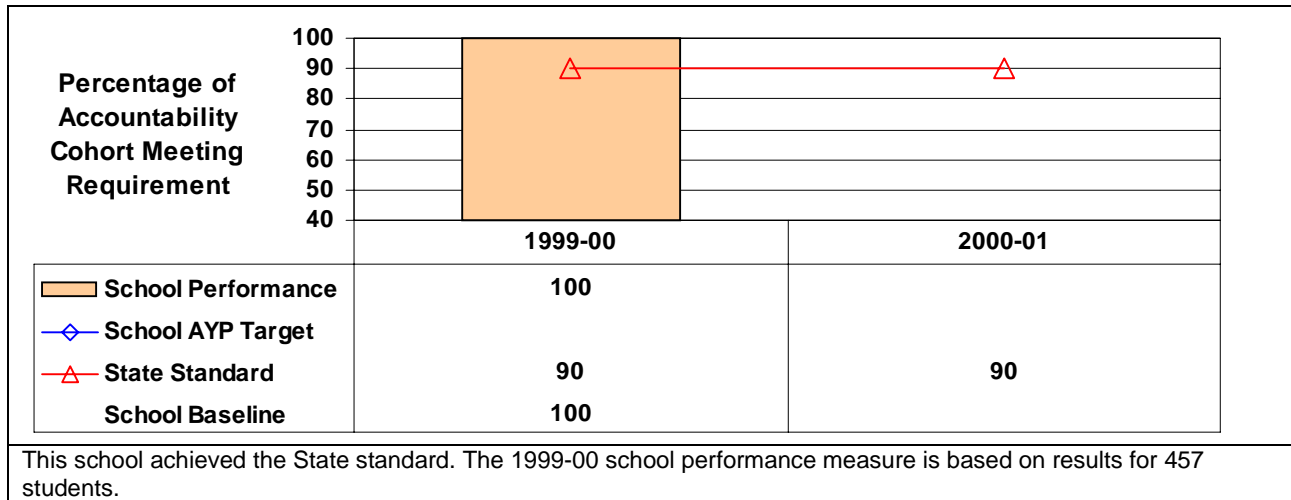 Percentage of
Accountability
Cohort Meeting
Requirement
100
90
80
70
60
50
40
1999-00 2000-01
School Performance 100
School AYP Target
State Standard 90 90
School Baseline 100
This school achieved the State standard. The 1999-00 school performance measure is based on results for 457
students.